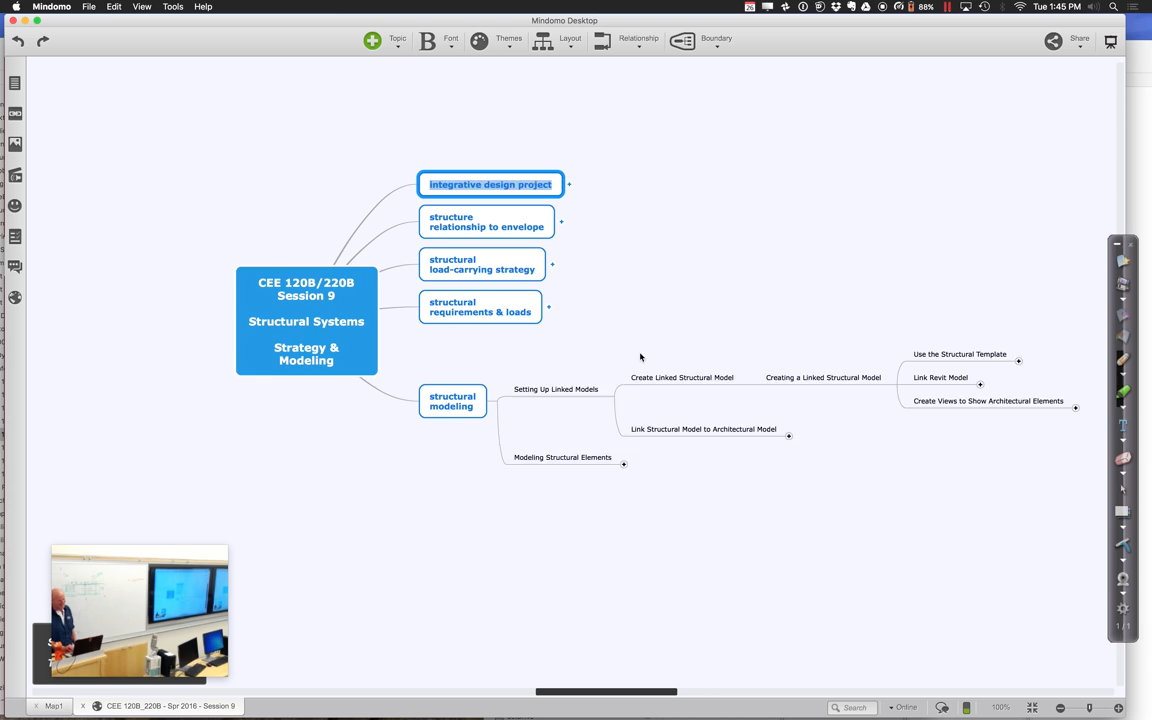 Mindomo File Edit View Tools Help
26
88%
Tue 1:45 PM
Mindomo Desktop
Topic
B Font
Themes
Layout
Relationship
Boundary
Share
integrative design project
structure
relationship to envelope
structural
load-carrying strategy
structural
requirements & loads
CEE 120B/220B
Session 9
Structural Systems
Strategy &
Modeling
structural
modeling
Setting Up Linked Models
Modeling Structural Elements
Create Linked Structural Model
Link Structural Model to Architectural Model
Creating a Linked Structural Model
Use the Structural Template
Link Revit Model
Create Views to Show Architectural Elements
T
1 / 1
x Map1
x CEE 120B_220B - Spr 2016 - Session 9
Search
Online
100%